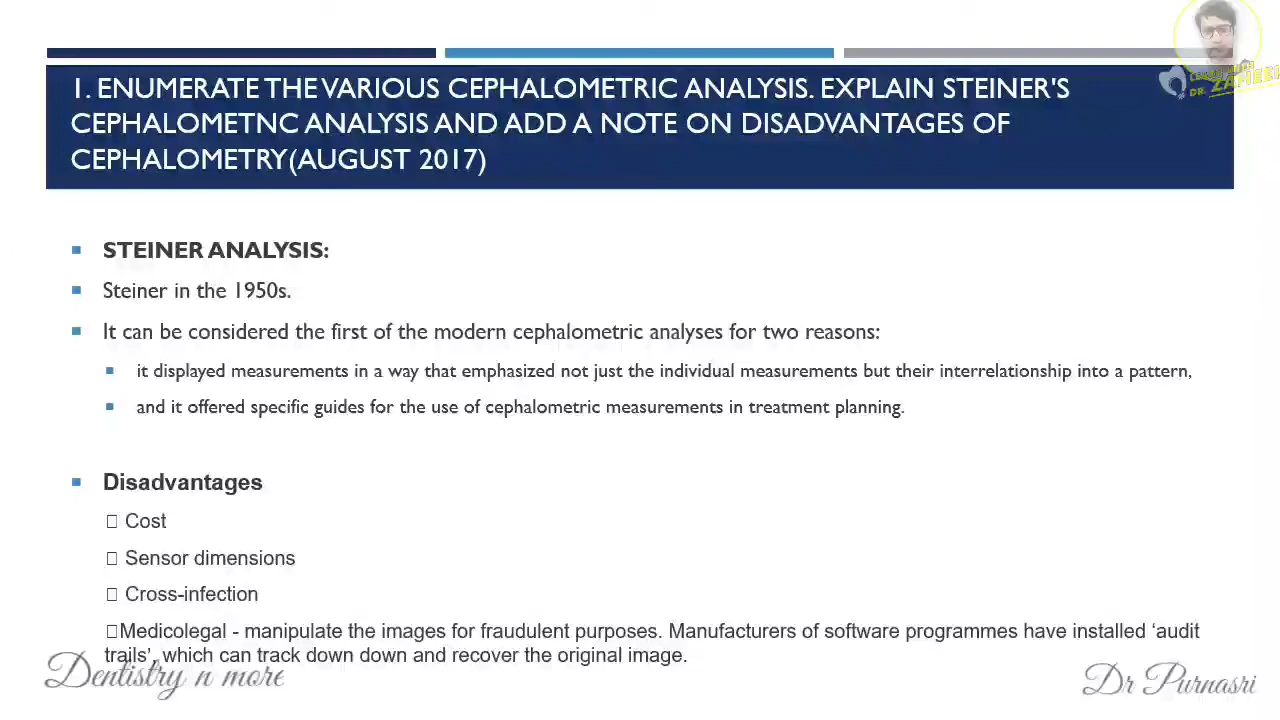 1. ENUMERATE THE VARIOUS CEPHALOMETRIC ANALYSIS. EXPLAIN STEINER'S
CEPHALOMETNC ANALYSIS AND ADD A NOTE ON DISADVANTAGES OF
CEPHALOMETRY(AUGUST 2017)
LEARN WITH
DR. ZAHEER
STEINER ANALYSIS:
Steiner in the 1950s.
It can be considered the first of the modern cephalometric analyses for two reasons:
it displayed measurements in a way that emphasized not just the individual measurements but their interrelationship into a pattern,
and it offered specific guides for the use of cephalometric measurements in treatment planning.
Disadvantages
Cost
Sensor dimensions
Cross-infection
Medicolegal - manipulate the images for fraudulent purposes. Manufacturers of software programmes have installed ‘audit
trails’, which can track down down and recover the original image.
Dentistry n more
Dr Purnasri